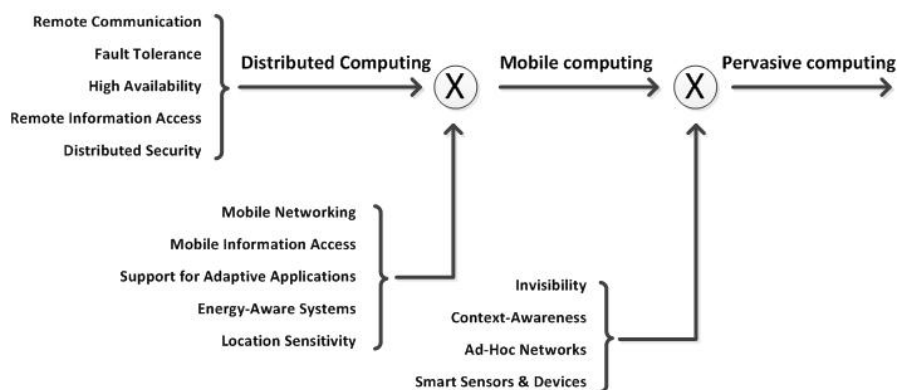 Remote Communication
Fault Tolerance
High Availability
Remote Information Access
Distributed Security
Distributed Computing
X
Mobile computing
X
Pervasive computing
Mobile Networking
Mobile Information Access
Support for Adaptive Applications
Energy-Aware Systems
Location Sensitivity
Invisibility
Context-Awareness
Ad-Hoc Networks
Smart Sensors & Devices